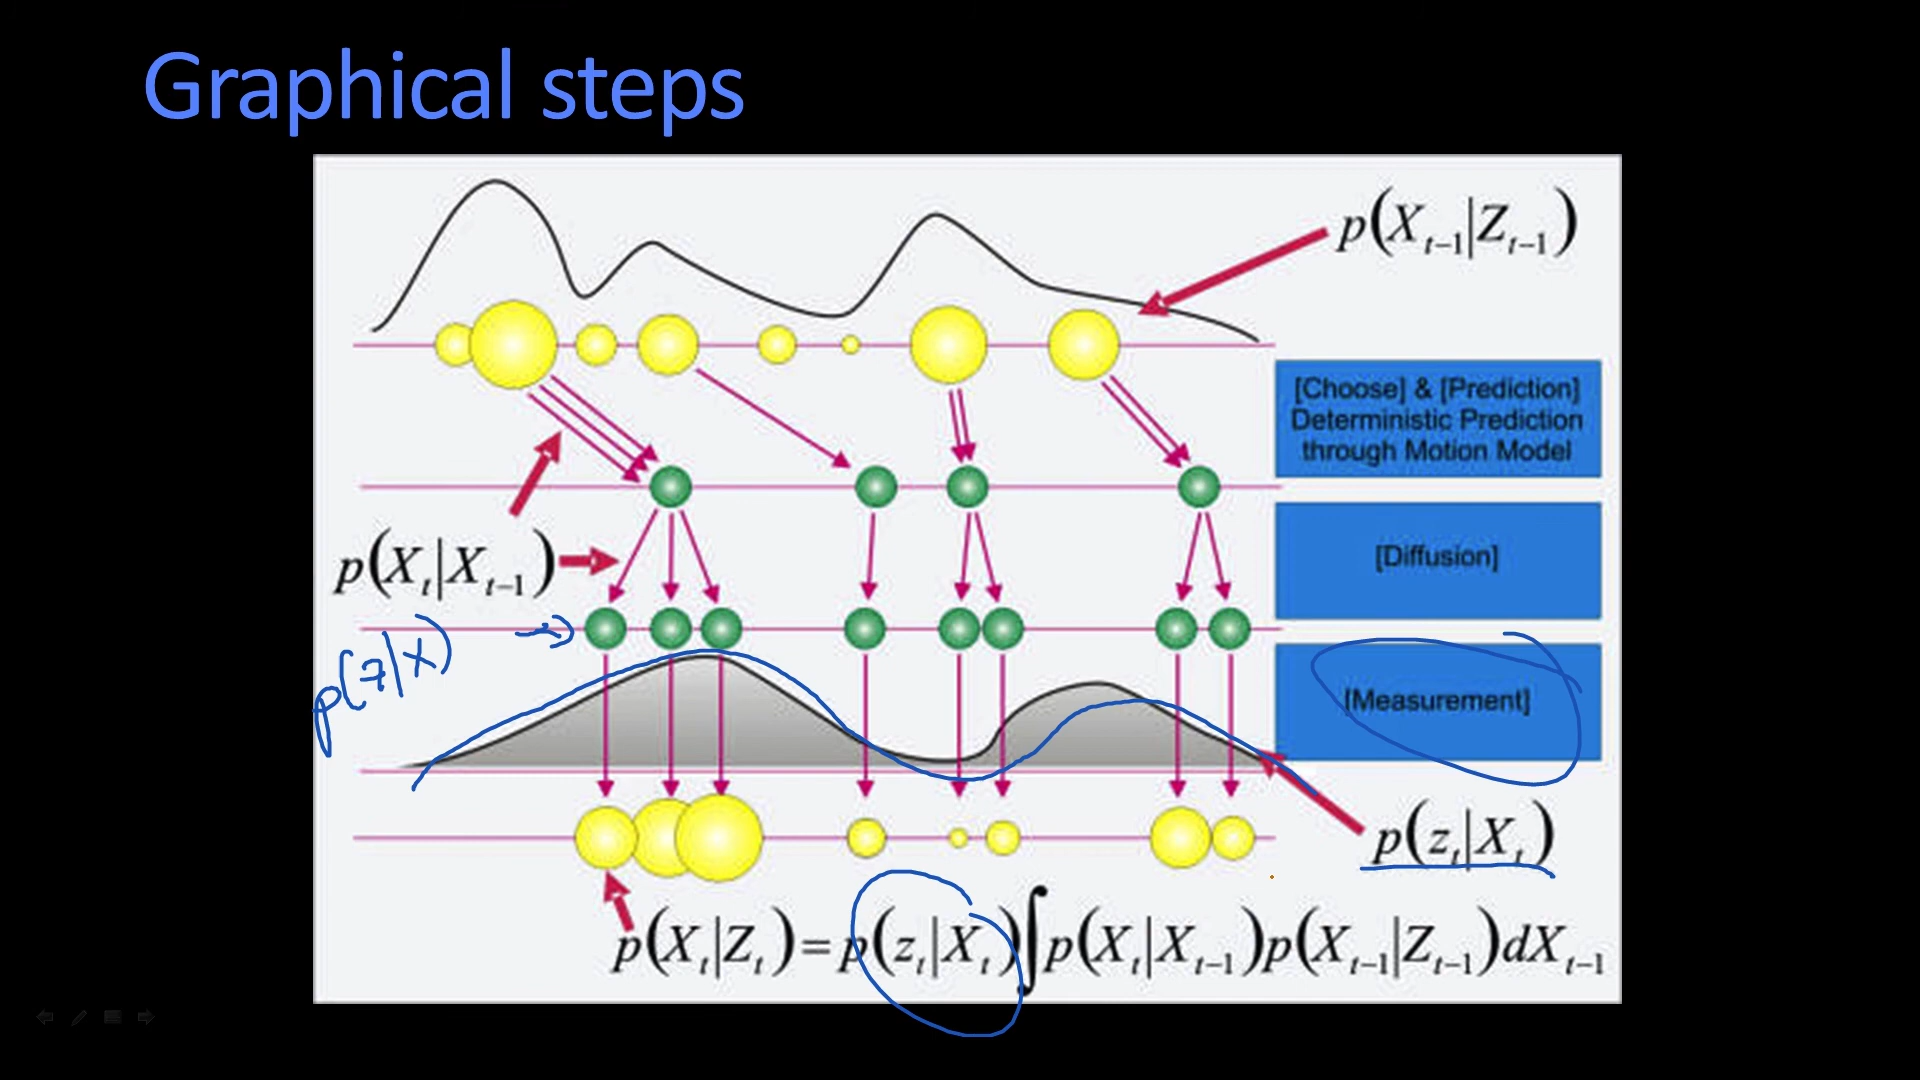 Graphical steps
p(X_{t-1}|Z_{t-1})
[Choose] & [Prediction]
Deterministic Prediction
through Motion Model
p(X_t|X_{t-1})
[Diffusion]
p(z|X)
[Measurement]
p(z_t|X_t)
p(X_t|Z_t)=p(z_t|X_t)∫p(X_t|X_{t-1})p(X_{t-1}|Z_{t-1})dX_{t-1}